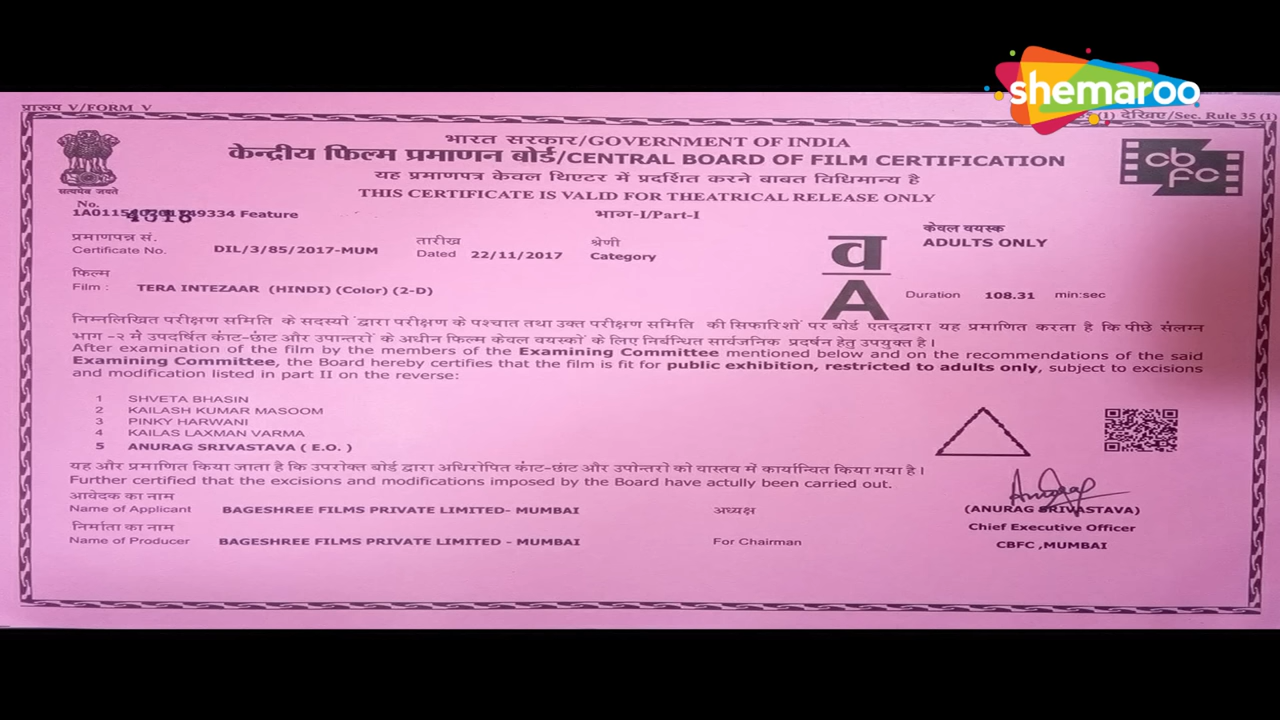 shemaroo
प्रारूप V/FORM V
(1) देखिए/Sec. Rule 35 (1)
भारत सरकार/GOVERNMENT OF INDIA
केन्द्रीय फिल्म प्रमाणन बोर्ड/CENTRAL BOARD OF FILM CERTIFICATION
cbfc
यह प्रमाणपत्र केवल थिएटर में प्रदर्शित करने बाबत विधिमान्य है
सत्यमेव जयते
THIS CERTIFICATE IS VALID FOR THEATRICAL RELEASE ONLY
No.
Feature भाग-I/Part-I
प्रमाणपत्र सं. तारीख श्रेणी व केवल वयस्क
Certificate No. DIL/3/85/2017-MUM Dated 22/11/2017 Category ADULTS ONLY
फिल्म
Film : TERA INTEZAAR (HINDI) (Color) (2-D) A Duration 108.31 min:sec
निम्नलिखित परीक्षण समिति के सदस्यों द्वारा परीक्षण के पश्चात तथा उक्त परीक्षण समिति की सिफारिशों पर बोर्ड एतद्द्वारा यह प्रमाणित करता है कि पीछे संलग्न
भाग -२ में उपदर्शित कांट-छांट और उपान्तरों के अधीन फिल्म केवल वयस्कों के लिए निर्बन्धित सार्वजनिक प्रदर्शन हेतु उपयुक्त है।
After examination of the film by the members of the Examining Committee mentioned below and on the recommendations of the said
Examining Committee, the Board hereby certifies that the film is fit for public exhibition, restricted to adults only, subject to excisions
and modification listed in part II on the reverse:
1 SHVETA BHASIN
2 KAILASH KUMAR MASOOM
3 PINKY HARWANI
4 KAILAS LAXMAN VARMA
5 ANURAG SRIVASTAVA ( E.O. )
यह और प्रमाणित किया जाता है कि उपरोक्त बोर्ड द्वारा अधिरोपित कांट-छांट और उपोन्तरों को वास्तव में कार्यान्वित किया गया है।
Further certified that the excisions and modifications imposed by the Board have actully been carried out.
आवेदक का नाम
Name of Applicant BAGESHREE FILMS PRIVATE LIMITED- MUMBAI अध्यक्ष (ANURAG SRIVASTAVA)
निर्माता का नाम Chief Executive Officer
Name of Producer BAGESHREE FILMS PRIVATE LIMITED - MUMBAI For Chairman CBFC ,MUMBAI